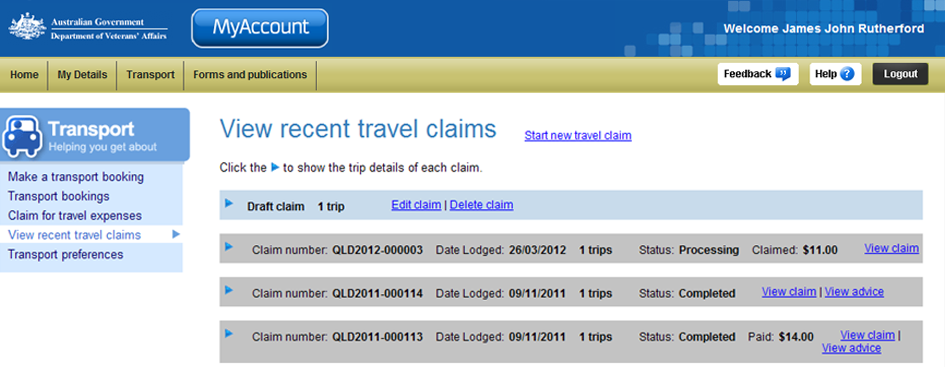 Australian Government
Department of Veterans' Affairs
MyAccount
Welcome James John Rutherford
Home My Details Transport Forms and publications Feedback Help ? Logout
Transport
Helping you get about
Make a transport booking
Transport bookings
Claim for travel expenses
View recent travel claims
Transport preferences
View recent travel claims Start new travel claim
Click the ▶ to show the trip details of each claim.
Draft claim 1 trip Edit claim | Delete claim
Claim number: QLD2012-000003 Date Lodged: 26/03/2012 1 trips Status: Processing Claimed: $11.00 View claim
Claim number: QLD2011-000114 Date Lodged: 09/11/2011 1 trips Status: Completed View claim | View advice
Claim number: QLD2011-000113 Date Lodged: 09/11/2011 1 trips Status: Completed Paid: $14.00 View claim |
View advice